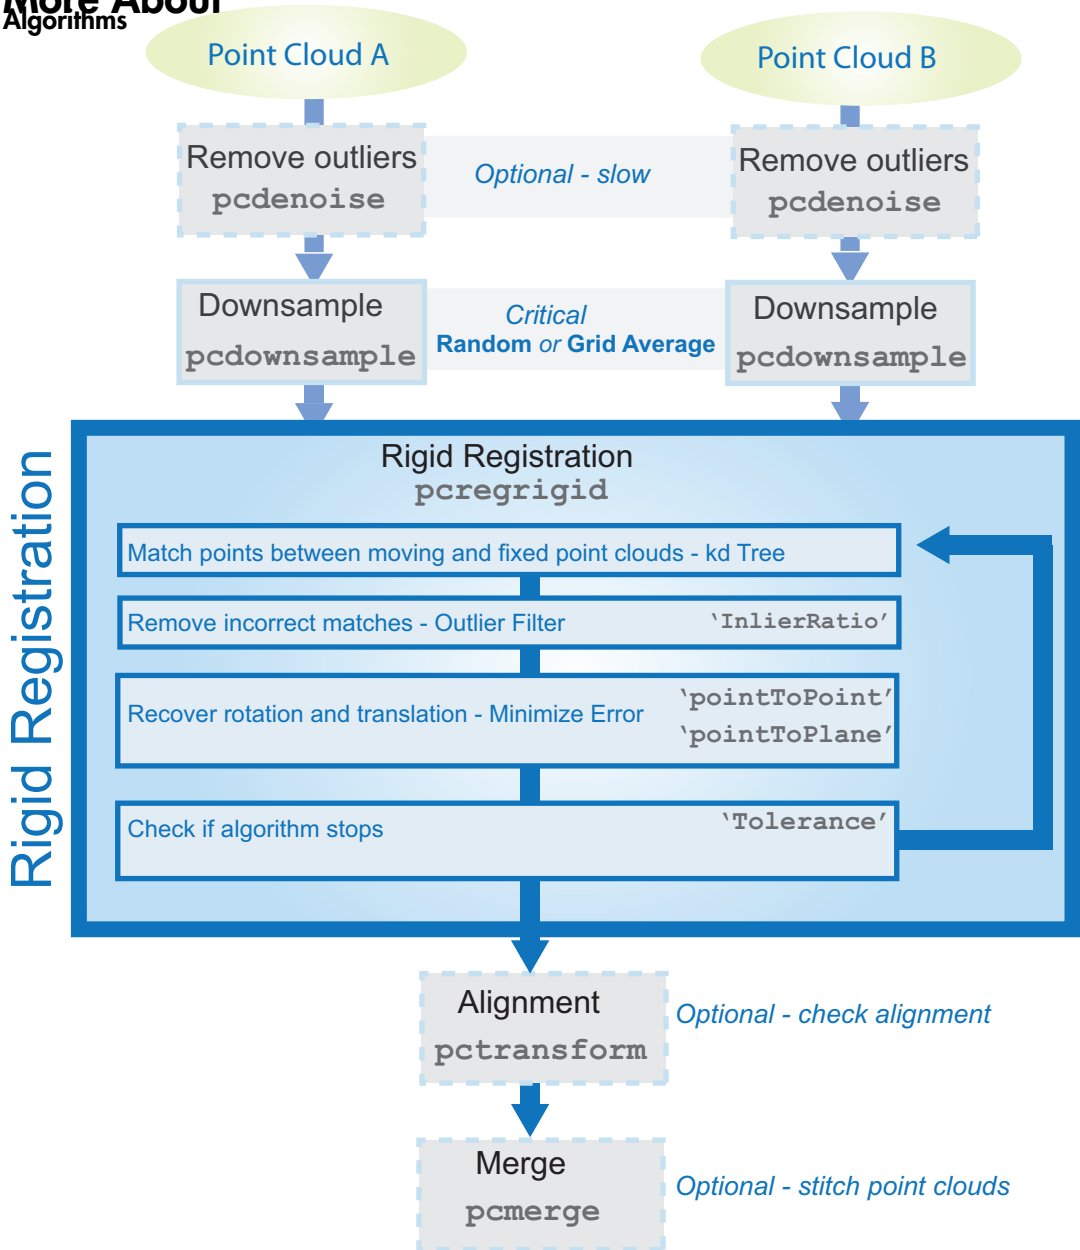 More About
Algorithms
Point Cloud A
Point Cloud B
Remove outliers
pcdenoise
Optional - slow
Remove outliers
pcdenoise
Downsample
pcdownsample
Critical
Random or Grid Average
Downsample
pcdownsample
Rigid Registration
Rigid Registration
pcregrigid
Match points between moving and fixed point clouds - kd Tree
Remove incorrect matches - Outlier Filter
‘InlierRatio’
Recover rotation and translation - Minimize Error
‘pointToPoint’
‘pointToPlane’
Check if algorithm stops
‘Tolerance’
Alignment
pctransform
Optional - check alignment
Merge
pcmerge
Optional - stitch point clouds